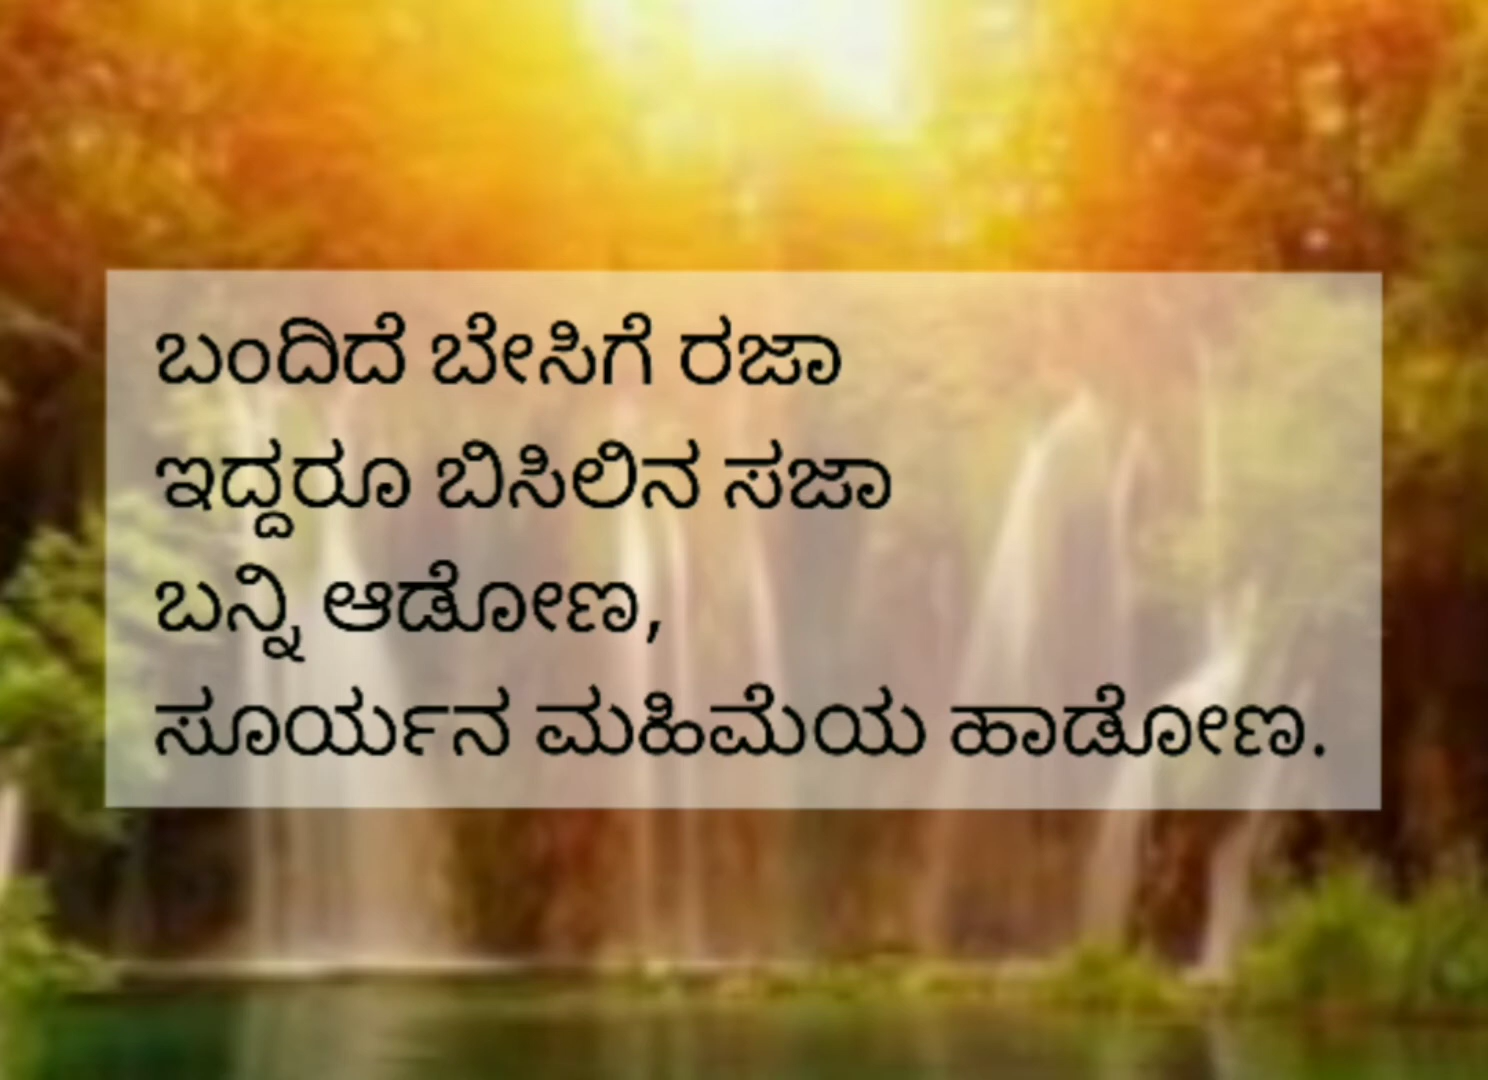 ಬಂದಿದೆ ಬೇಸಿಗೆ ರಜಾ
ಇದ್ದರೂ ಬಿಸಿಲಿನ ಸಜಾ
ಬನ್ನಿ ಆಡೋಣ,
ಸೂರ್ಯನ ಮಹಿಮೆಯ ಹಾಡೋಣ.